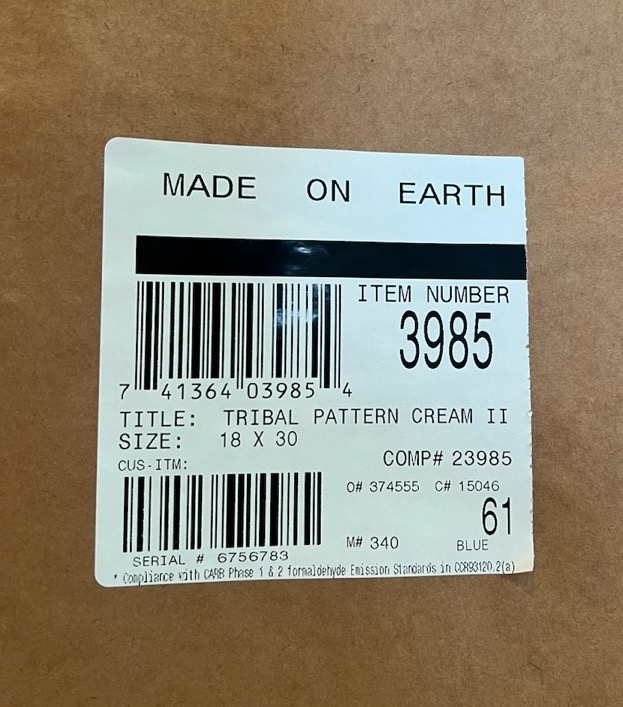 MADE ON EARTH
ITEM NUMBER
3985
7 41364 03985 4
TITLE: TRIBAL PATTERN CREAM II
SIZE: 18 X 30
CUS-ITM:
COMP# 23985
O# 374555 C# 15046
61
M# 340 BLUE
SERIAL # 6756783
* Compliance with CARB Phase 1 & 2 formaldehyde Emission Standards in CCR93120.2(a)